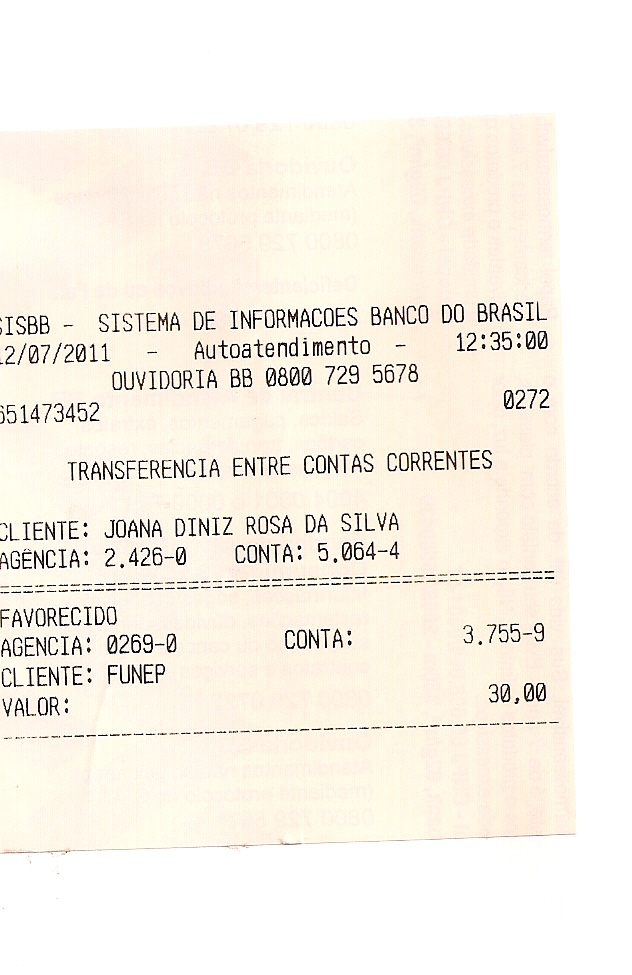 SISBB - SISTEMA DE INFORMACOES BANCO DO BRASIL
12/07/2011 - Autoatendimento - 12:35:00
OUVIDORIA BB 0800 729 5678
651473452 0272
TRANSFERENCIA ENTRE CONTAS CORRENTES
CLIENTE: JOANA DINIZ ROSA DA SILVA
AGENCIA: 2.426-0 CONTA: 5.064-4
==========================================================
FAVORECIDO
AGENCIA: 0269-0 CONTA: 3.755-9
CLIENTE: FUNEP
VALOR: 30,00
----------------------------------------------------------